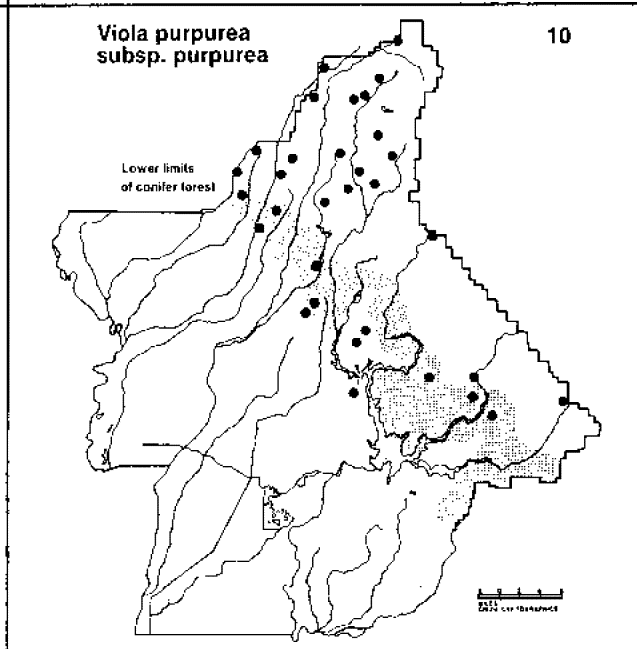 Viola purpurea
subsp. purpurea
10
Lower limits
of conifer forest